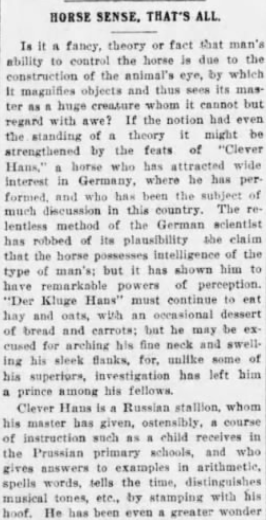 HORSE SENSE, THAT'S ALL.
Is it a fancy, theory or fact that man's
ability to control the horse is due to the
construction of the animal's eye, by which
it magnifies objects and thus sees its mas-
ter as a huge creature whom it cannot but
regard with awe? If the notion had even
the standing of a theory it might be
strengthened by the feats of "Clever
Hans," a horse who has attracted wide
interest in Germany, where he has per-
formed, and who has been the subject of
much discussion in this country. The re-
lentless method of the German scientist
has robbed of its plausibility the claim
that the horse possesses intelligence of the
type of man's; but it has shown him to
have remarkable powers of perception.
"Der Kluge Hans" must continue to eat
hay and oats, with an occasional dessert
of bread and carrots; but he may be ex-
cused for arching his fine neck and swell-
ing his sleek flanks, for, unlike some of
his superiors, investigation has left him
a prince among his fellows.
Clever Hans is a Russian stallion, whom
his master has given, ostensibly, a course
of instruction such as a child receives in
the Prussian primary schools, and who
gives answers to examples in arithmetic,
spells words, tells the time, distinguishes
musical tones, etc., by stamping with his
hoof. He has been even a greater wonder